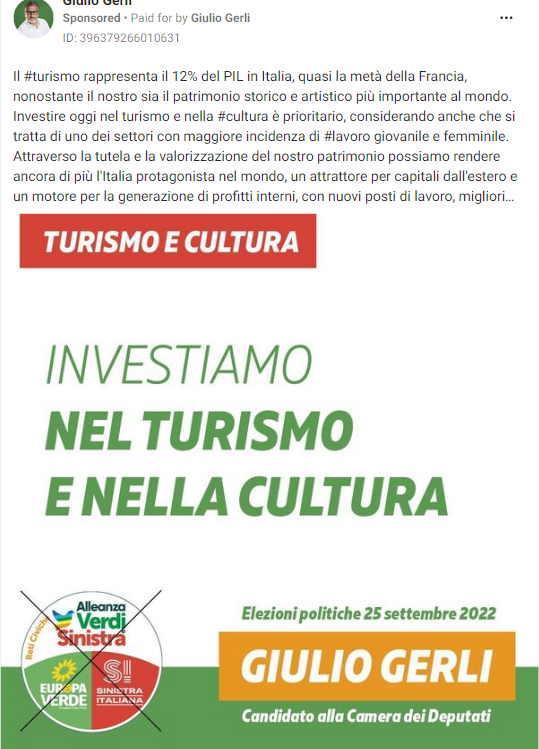 Giulio Gerli
Sponsored • Paid for by Giulio Gerli
ID: 396379266010631
Il #turismo rappresenta il 12% del PIL in Italia, quasi la metà della Francia,
nonostante il nostro sia il patrimonio storico e artistico più importante al mondo.
Investire oggi nel turismo e nella #cultura è prioritario, considerando anche che si
tratta di uno dei settori con maggiore incidenza di #lavoro giovanile e femminile.
Attraverso la tutela e la valorizzazione del nostro patrimonio possiamo rendere
ancora di più l'Italia protagonista nel mondo, un attrattore per capitali dall'estero e
un motore per la generazione di profitti interni, con nuovi posti di lavoro, migliori...
TURISMO E CULTURA
INVESTIAMO
NEL TURISMO
E NELLA CULTURA
Reti Civiche
Alleanza
Verdi
Sinistra
EUROPA
VERDE
SI
SINISTRA
ITALIANA
Elezioni politiche 25 settembre 2022
GIULIO GERLI
Candidato alla Camera dei Deputati